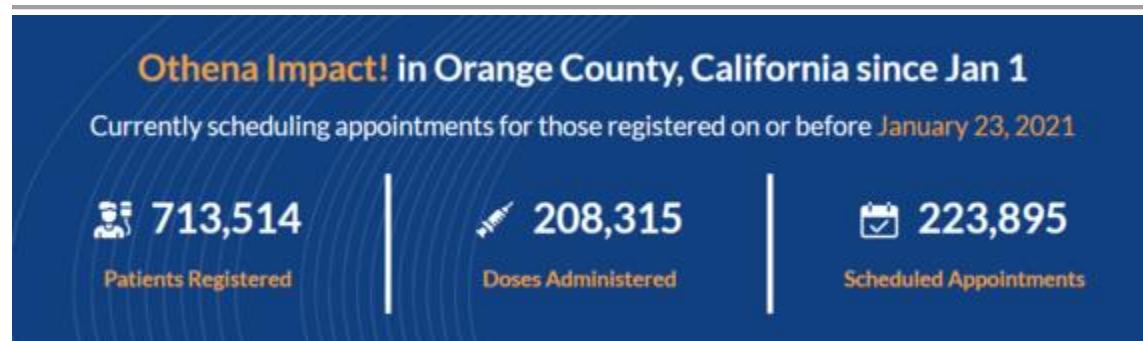 Othena Impact! in Orange County, California since Jan 1
Currently scheduling appointments for those registered on or before January 23, 2021
713,514
208,315
223,895
Patients Registered
Doses Administered
Scheduled Appointments